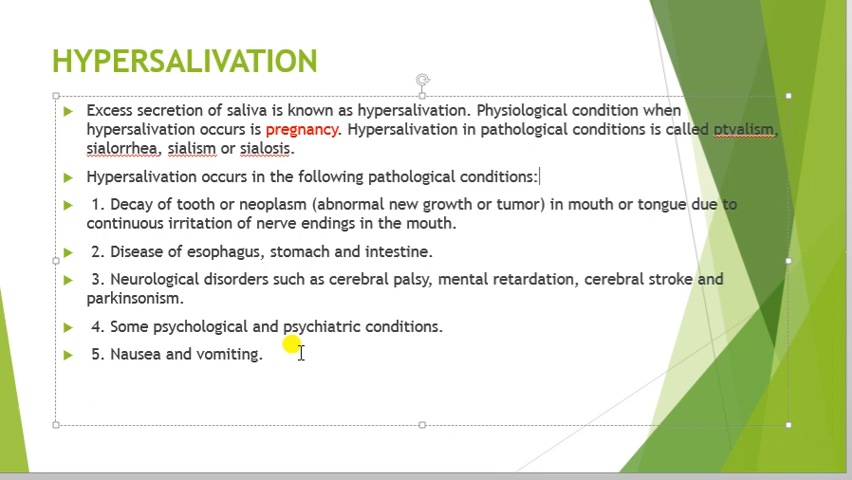 HYPERSALIVATION
Excess secretion of saliva is known as hypersalivation. Physiological condition when
hypersalivation occurs is pregnancy. Hypersalivation in pathological conditions is called ptvalism,
sialorrhea, sialism or sialosis.
Hypersalivation occurs in the following pathological conditions:
1. Decay of tooth or neoplasm (abnormal new growth or tumor) in mouth or tongue due to
continuous irritation of nerve endings in the mouth.
2. Disease of esophagus, stomach and intestine.
3. Neurological disorders such as cerebral palsy, mental retardation, cerebral stroke and
parkinsonism.
4. Some psychological and psychiatric conditions.
5. Nausea and vomiting.